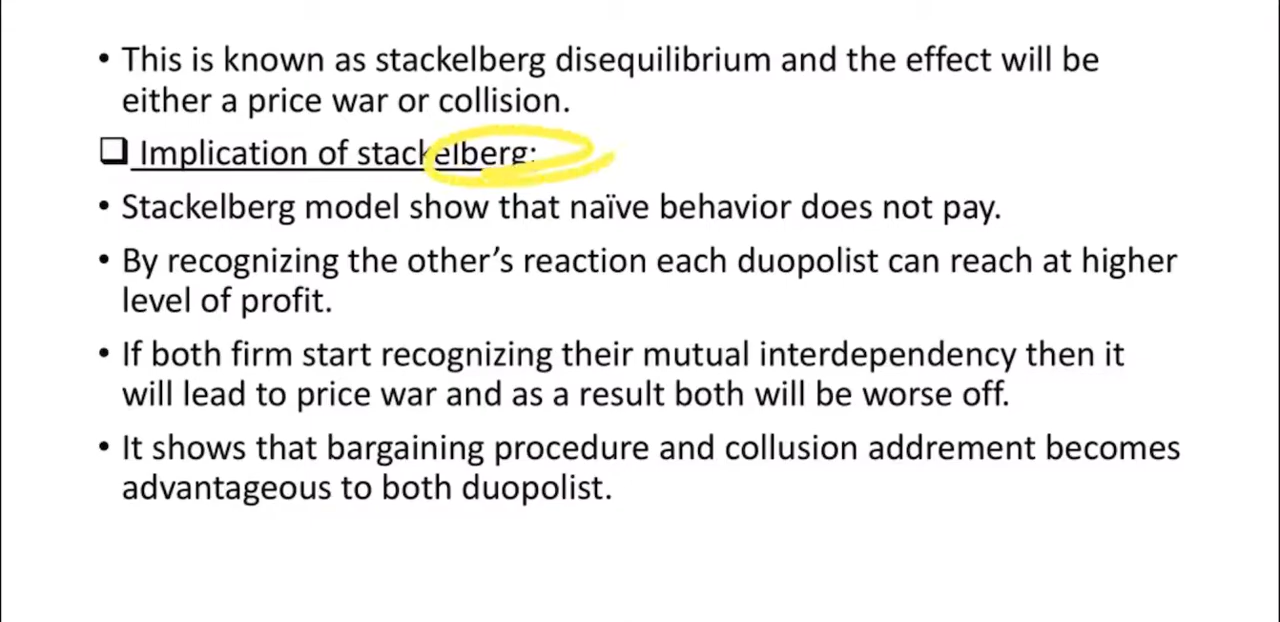 • This is known as stackelberg disequilibrium and the effect will be
either a price war or collision.
❑ Implication of stackelberg:
• Stackelberg model show that naïve behavior does not pay.
• By recognizing the other's reaction each duopolist can reach at higher
level of profit.
• If both firm start recognizing their mutual interdependency then it
will lead to price war and as a result both will be worse off.
• It shows that bargaining procedure and collusion addrement becomes
advantageous to both duopolist.